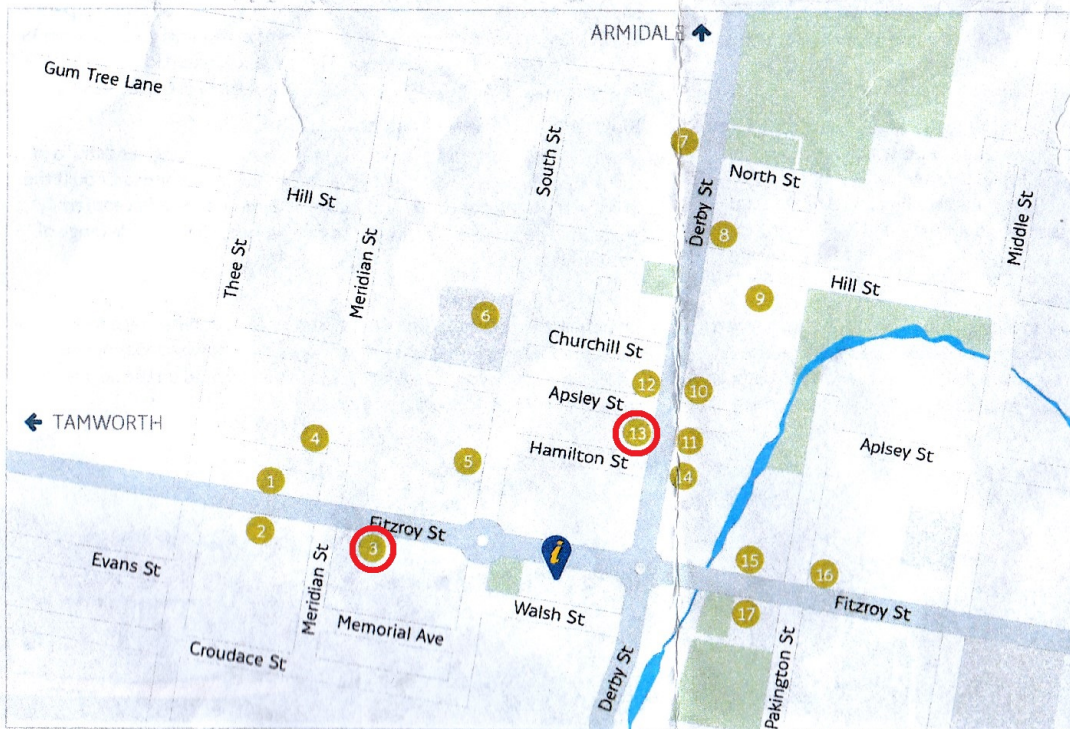 ARMIDALE
Gum Tree Lane
South St
7
North St
Hill St
Derby St
8
Middle St
Thee St
Meridian St
9
Hill St
6
Churchill St
12
10
Apsley St
TAMWORTH
13
4
11
Hamilton St
Aplsey St
5
14
1
Fitzroy St
2
3
i
15
16
Evans St
Meridian St
Walsh St
17
Fitzroy St
Memorial Ave
Croudace St
Derby St
Pakington St